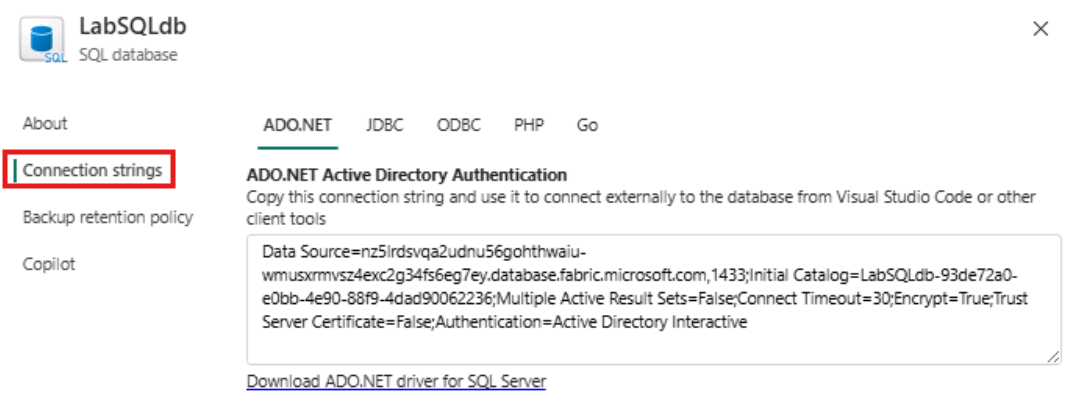 LabSQLdb
SQL
SQL database
About
Connection strings
Backup retention policy
Copilot
ADO.NET JDBC ODBC PHP Go
ADO.NET Active Directory Authentication
Copy this connection string and use it to connect externally to the database from Visual Studio Code or other
client tools
Data Source=nz5lrdsvqa2udnu56gohthwaiu-
wmusxrmvsz4exc2g34fs6eg7ey.database.fabric.microsoft.com,1433;Initial Catalog=LabSQLdb-93de72a0-
e0bb-4e90-88f9-4dad90062236;Multiple Active Result Sets=False;Connect Timeout=30;Encrypt=True;Trust
Server Certificate=False;Authentication=Active Directory Interactive
Download ADO.NET driver for SQL Server